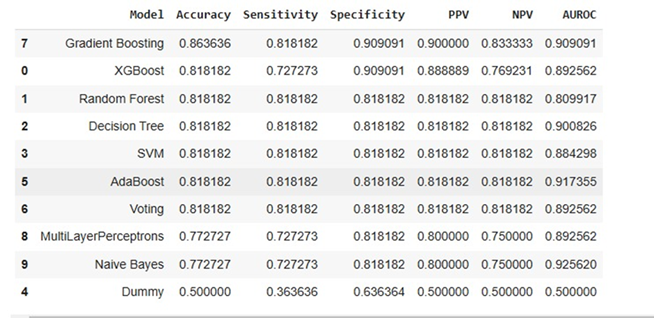 Model Accuracy Sensitivity Specificity PPV NPV AUROC
7 Gradient Boosting 0.863636 0.818182 0.909091 0.900000 0.833333 0.909091
0 XGBoost 0.818182 0.727273 0.909091 0.888889 0.769231 0.892562
1 Random Forest 0.818182 0.818182 0.818182 0.818182 0.818182 0.809917
2 Decision Tree 0.818182 0.818182 0.818182 0.818182 0.818182 0.900826
3 SVM 0.818182 0.818182 0.818182 0.818182 0.818182 0.884298
5 AdaBoost 0.818182 0.818182 0.818182 0.818182 0.818182 0.917355
6 Voting 0.818182 0.818182 0.818182 0.818182 0.818182 0.892562
8 MultiLayerPerceptrons 0.772727 0.727273 0.818182 0.800000 0.750000 0.892562
9 Naive Bayes 0.772727 0.727273 0.818182 0.800000 0.750000 0.925620
4 Dummy 0.500000 0.363636 0.636364 0.500000 0.500000 0.500000